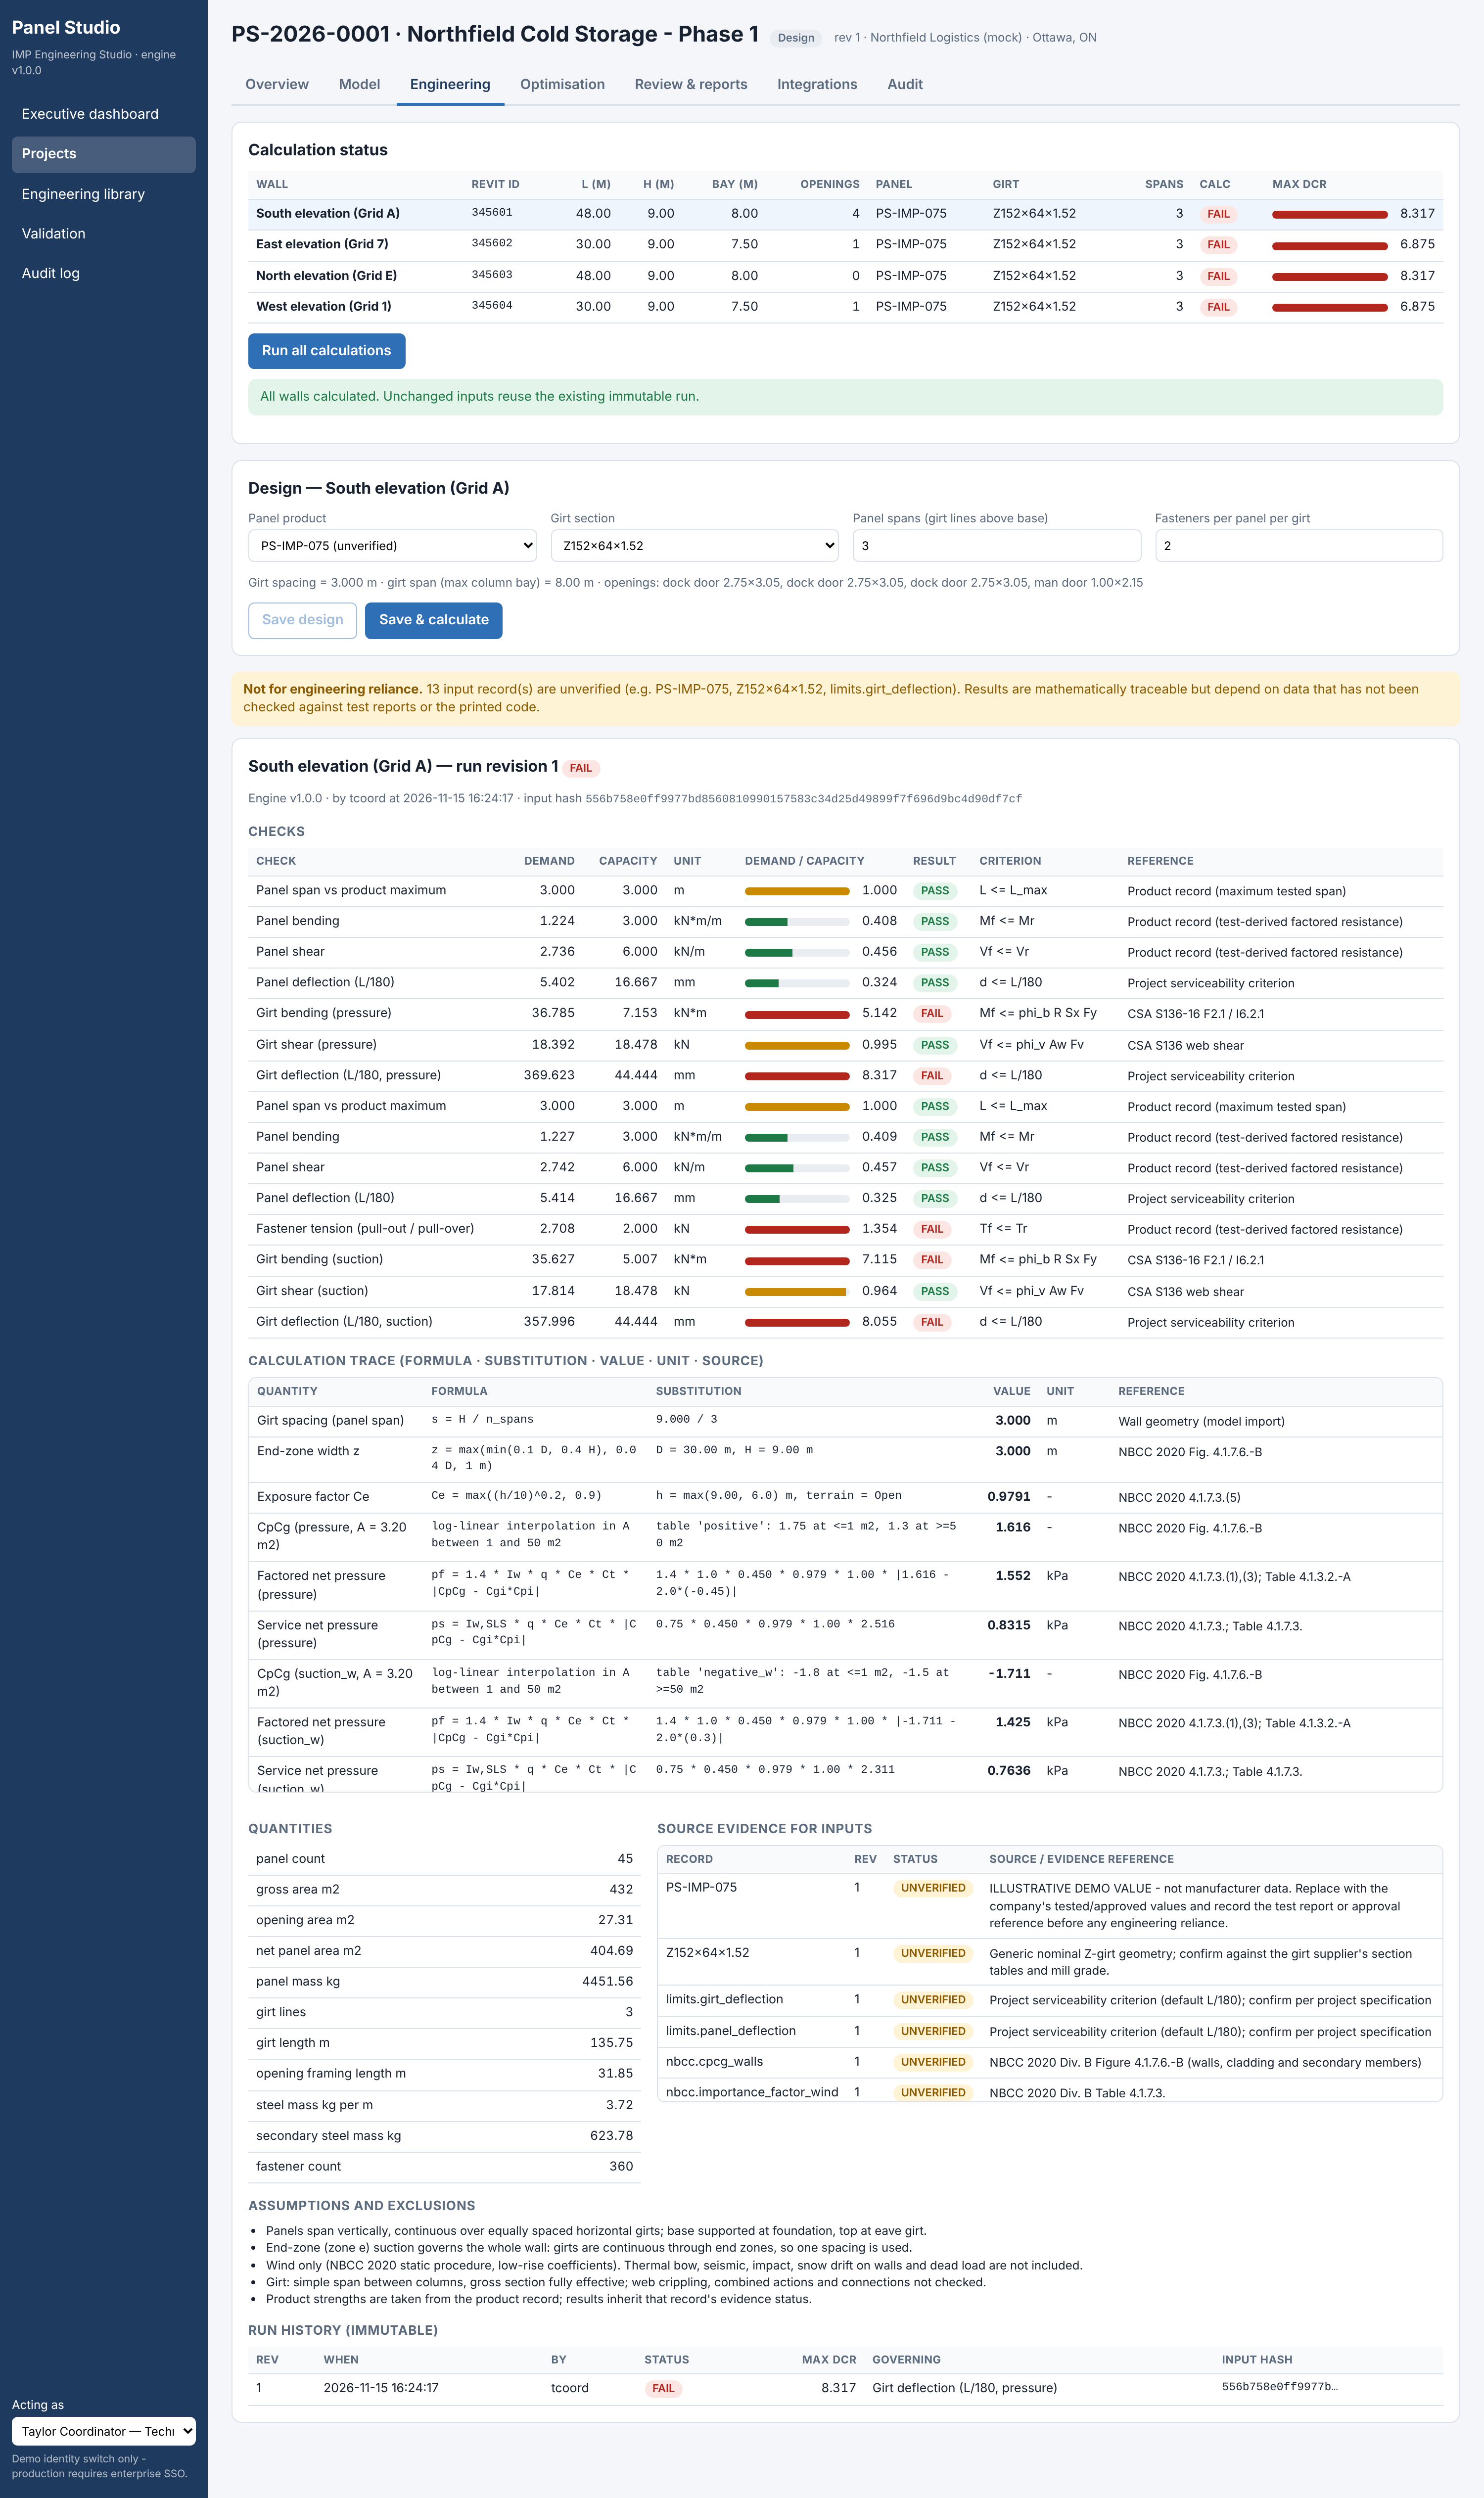 Panel Studio
IMP Engineering Studio · engine
v1.0.0
Executive dashboard
Projects
Engineering library
Validation
Audit log
PS-2026-0001 · Northfield Cold Storage - Phase 1 Design rev 1 · Northfield Logistics (mock) · Ottawa, ON
Overview Model Engineering Optimisation Review & reports Integrations Audit
Calculation status
WALL REVIT ID L (M) H (M) BAY (M) OPENINGS PANEL GIRT SPANS CALC MAX DCR
South elevation (Grid A) 345601 48.00 9.00 8.00 4 PS-IMP-075 Z152×64×1.52 3 FAIL 8.317
East elevation (Grid 7) 345602 30.00 9.00 7.50 1 PS-IMP-075 Z152×64×1.52 3 FAIL 6.875
North elevation (Grid E) 345603 48.00 9.00 8.00 0 PS-IMP-075 Z152×64×1.52 3 FAIL 8.317
West elevation (Grid 1) 345604 30.00 9.00 7.50 1 PS-IMP-075 Z152×64×1.52 3 FAIL 6.875
Run all calculations
All walls calculated. Unchanged inputs reuse the existing immutable run.
Design — South elevation (Grid A)
Panel product Girt section Panel spans (girt lines above base) Fasteners per panel per girt
PS-IMP-075 (unverified) Z152×64×1.52 3 2
Girt spacing = 3.000 m · girt span (max column bay) = 8.00 m · openings: dock door 2.75×3.05, dock door 2.75×3.05, dock door 2.75×3.05, man door 1.00×2.15
Save design Save & calculate
Not for engineering reliance. 13 input record(s) are unverified (e.g. PS-IMP-075, Z152×64×1.52, limits.girt_deflection). Results are mathematically traceable but depend on data that has not been
checked against test reports or the printed code.
South elevation (Grid A) — run revision 1 FAIL
Engine v1.0.0 · by tcoord at 2026-11-15 16:24:17 · input hash 556b758e0ff9977bd8560810990157583c34d25d49899f7f696d9bc4d90df7cf
CHECKS
CHECK DEMAND CAPACITY UNIT DEMAND / CAPACITY RESULT CRITERION REFERENCE
Panel span vs product maximum 3.000 3.000 m 1.000 PASS L <= L_max Product record (maximum tested span)
Panel bending 1.224 3.000 kN*m/m 0.408 PASS Mf <= Mr Product record (test-derived factored resistance)
Panel shear 2.736 6.000 kN/m 0.456 PASS Vf <= Vr Product record (test-derived factored resistance)
Panel deflection (L/180) 5.402 16.667 mm 0.324 PASS d <= L/180 Project serviceability criterion
Girt bending (pressure) 36.785 7.153 kN*m 5.142 FAIL Mf <= phi_b R Sx Fy CSA S136-16 F2.1 / I6.2.1
Girt shear (pressure) 18.392 18.478 kN 0.995 PASS Vf <= phi_v Aw Fv CSA S136 web shear
Girt deflection (L/180, pressure) 369.623 44.444 mm 8.317 FAIL d <= L/180 Project serviceability criterion
Panel span vs product maximum 3.000 3.000 m 1.000 PASS L <= L_max Product record (maximum tested span)
Panel bending 1.227 3.000 kN*m/m 0.409 PASS Mf <= Mr Product record (test-derived factored resistance)
Panel shear 2.742 6.000 kN/m 0.457 PASS Vf <= Vr Product record (test-derived factored resistance)
Panel deflection (L/180) 5.414 16.667 mm 0.325 PASS d <= L/180 Project serviceability criterion
Fastener tension (pull-out / pull-over) 2.708 2.000 kN 1.354 FAIL Tf <= Tr Product record (test-derived factored resistance)
Girt bending (suction) 35.627 5.007 kN*m 7.115 FAIL Mf <= phi_b R Sx Fy CSA S136-16 F2.1 / I6.2.1
Girt shear (suction) 17.814 18.478 kN 0.964 PASS Vf <= phi_v Aw Fv CSA S136 web shear
Girt deflection (L/180, suction) 357.996 44.444 mm 8.055 FAIL d <= L/180 Project serviceability criterion
CALCULATION TRACE (FORMULA · SUBSTITUTION · VALUE · UNIT · SOURCE)
QUANTITY FORMULA SUBSTITUTION VALUE UNIT REFERENCE
Girt spacing (panel span) s = H / n_spans 9.000 / 3 3.000 m Wall geometry (model import)
End-zone width z z = max(min(0.1 D, 0.4 H), 0.0 D = 30.00 m, H = 9.00 m 3.000 m NBCC 2020 Fig. 4.1.7.6.-B
4 D, 1 m)
Exposure factor Ce Ce = max((h/10)^0.2, 0.9) h = max(9.00, 6.0) m, terrain = Open 0.9791 - NBCC 2020 4.1.7.3.(5)
CpCg (pressure, A = 3.20 log-linear interpolation in A table 'positive': 1.75 at <=1 m2, 1.3 at >=5 1.616 - NBCC 2020 Fig. 4.1.7.6.-B
m2) between 1 and 50 m2 0 m2
Factored net pressure pf = 1.4 * Iw * q * Ce * Ct * 1.4 * 1.0 * 0.450 * 0.979 * 1.00 * |1.616 - 1.552 kPa NBCC 2020 4.1.7.3.(1),(3); Table 4.1.3.2.-A
(pressure) |CpCg - Cgi*Cpi| 2.0*(-0.45)|
Service net pressure ps = Iw,SLS * q * Ce * Ct * |C 0.75 * 0.450 * 0.979 * 1.00 * 2.516 0.8315 kPa NBCC 2020 4.1.7.3.; Table 4.1.7.3.
(pressure) pCg - Cgi*Cpi|
CpCg (suction_w, A = 3.20 log-linear interpolation in A table 'negative_w': -1.8 at <=1 m2, -1.5 at -1.711 - NBCC 2020 Fig. 4.1.7.6.-B
m2) between 1 and 50 m2 >=50 m2
Factored net pressure pf = 1.4 * Iw * q * Ce * Ct * 1.4 * 1.0 * 0.450 * 0.979 * 1.00 * |-1.711 - 1.425 kPa NBCC 2020 4.1.7.3.(1),(3); Table 4.1.3.2.-A
(suction_w) |CpCg - Cgi*Cpi| 2.0*(0.3)|
Service net pressure ps = Iw,SLS * q * Ce * Ct * |C 0.75 * 0.450 * 0.979 * 1.00 * 2.311 0.7636 kPa NBCC 2020 4.1.7.3.; Table 4.1.7.3.
(suction_w) pCg - Cgi*Cpi|
QUANTITIES
panel count 45
gross area m2 432
opening area m2 27.31
net panel area m2 404.69
panel mass kg 4451.56
girt lines 3
girt length m 135.75
opening framing length m 31.85
steel mass kg per m 3.72
secondary steel mass kg 623.78
fastener count 360
SOURCE EVIDENCE FOR INPUTS
RECORD REV STATUS SOURCE / EVIDENCE REFERENCE
PS-IMP-075 1 UNVERIFIED ILLUSTRATIVE DEMO VALUE - not manufacturer data. Replace with the
company's tested/approved values and record the test report or approval
reference before any engineering reliance.
Z152×64×1.52 1 UNVERIFIED Generic nominal Z-girt geometry; confirm against the girt supplier's section
tables and mill grade.
limits.girt_deflection 1 UNVERIFIED Project serviceability criterion (default L/180); confirm per project specification
limits.panel_deflection 1 UNVERIFIED Project serviceability criterion (default L/180); confirm per project specification
nbcc.cpcg_walls 1 UNVERIFIED NBCC 2020 Div. B Figure 4.1.7.6.-B (walls, cladding and secondary members)
nbcc.importance_factor_wind 1 UNVERIFIED NBCC 2020 Div. B Table 4.1.7.3.
ASSUMPTIONS AND EXCLUSIONS
• Panels span vertically, continuous over equally spaced horizontal girts; base supported at foundation, top at eave girt.
• End-zone (zone e) suction governs the whole wall: girts are continuous through end zones, so one spacing is used.
• Wind only (NBCC 2020 static procedure, low-rise coefficients). Thermal bow, seismic, impact, snow drift on walls and dead load are not included.
• Girt: simple span between columns, gross section fully effective; web crippling, combined actions and connections not checked.
• Product strengths are taken from the product record; results inherit that record's evidence status.
RUN HISTORY (IMMUTABLE)
REV WHEN BY STATUS MAX DCR GOVERNING INPUT HASH
1 2026-11-15 16:24:17 tcoord FAIL 8.317 Girt deflection (L/180, pressure) 556b758e0ff9977b…
Acting as
Taylor Coordinator — Techn
Demo identity switch only -
production requires enterprise SSO.